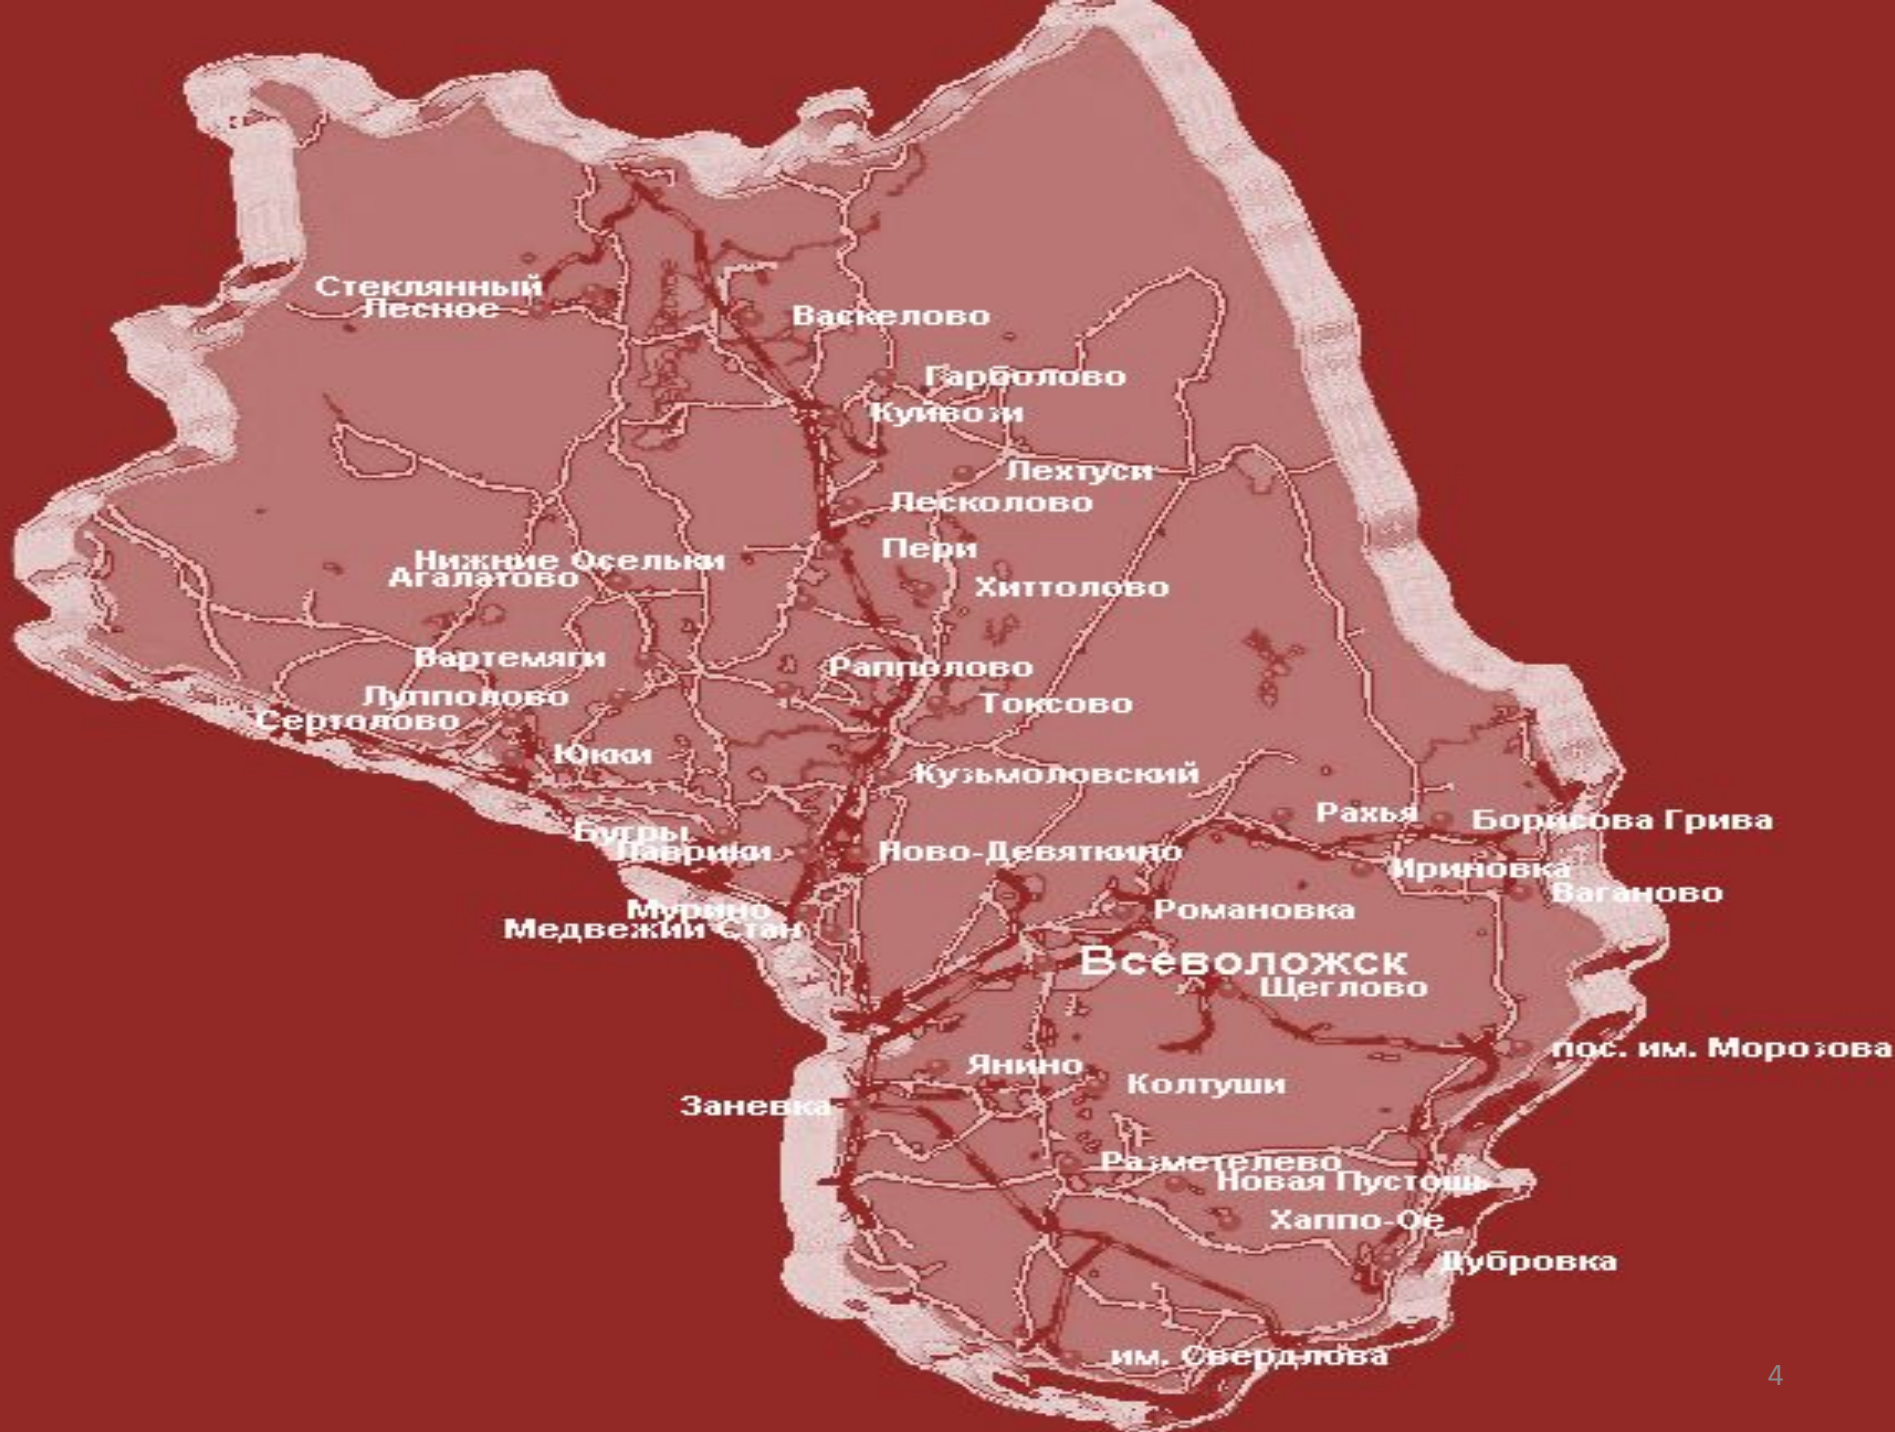 Стеклянный
Лесное
Васкелово
Гарболово
Куйвози
Лехтуси
Лесколово
Пери
Нижние Осельки
Агалатово
Хиттолово
Вартемяги
Рапполово
Лупполово
Токсово
Сертолово
Юкки
Кузьмоловский
Рахья
Борисова Грива
Бугры
Лаврики
Ново-Девяткино
Ириновка
Ваганово
Мурино
Романовка
Медвежий Стан
Всеволожск
Щеглово
пос. им. Морозова
Янино
Колтуши
Заневка
Разметелево
Новая Пустошь
Хаппо-Ое
Дубровка
им. Свердлова
4